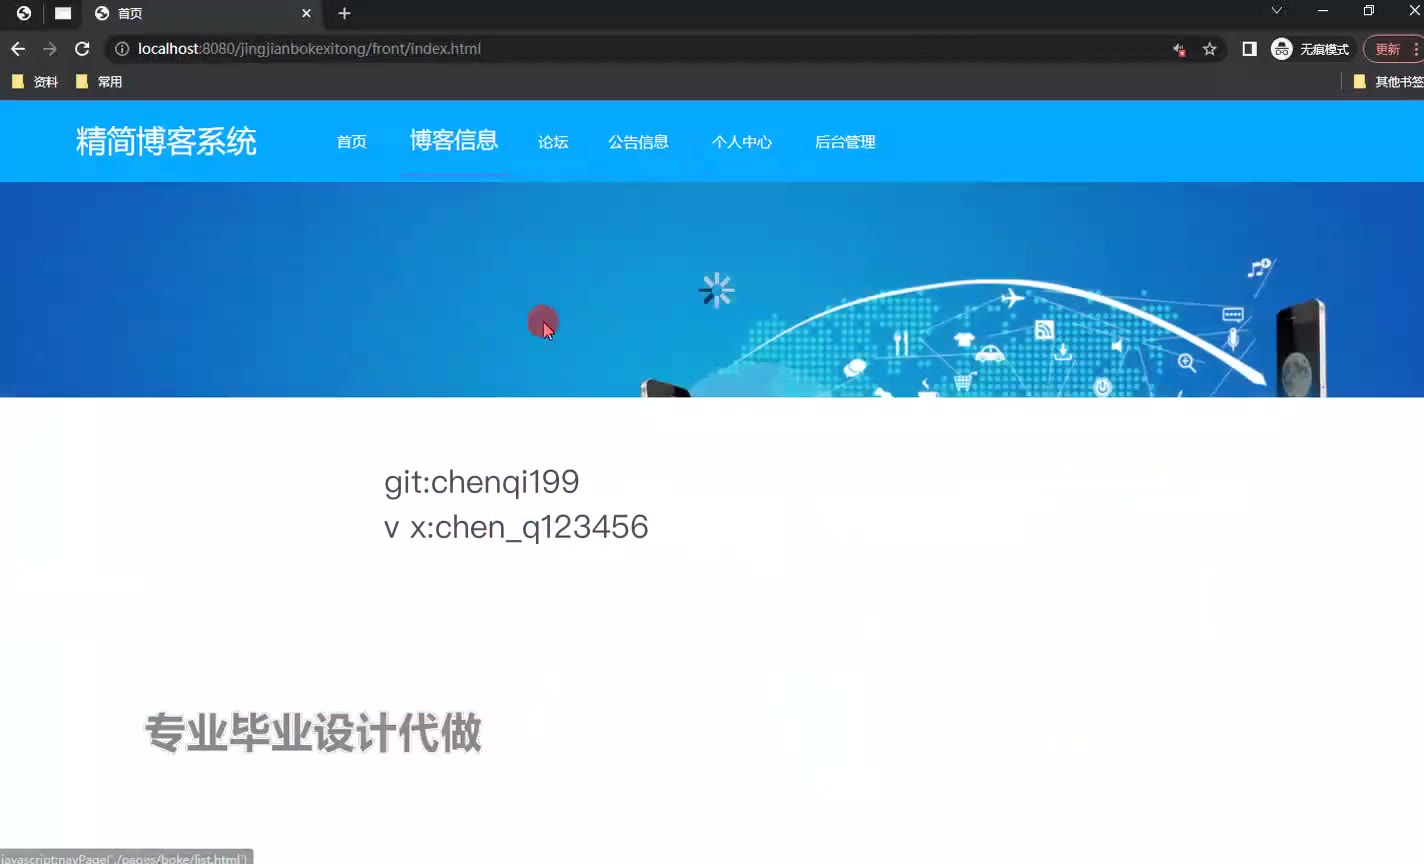 首页
localhost:8080/jingjianbokexitong/front/index.html
无痕模式
更新
资料
常用
其他书签
精简博客系统
首页
博客信息
论坛
公告信息
个人中心
后台管理
git:chenqi199
v x:chen_q123456
专业毕业设计代做
javascript:navPage('./pages/boke/list.html')